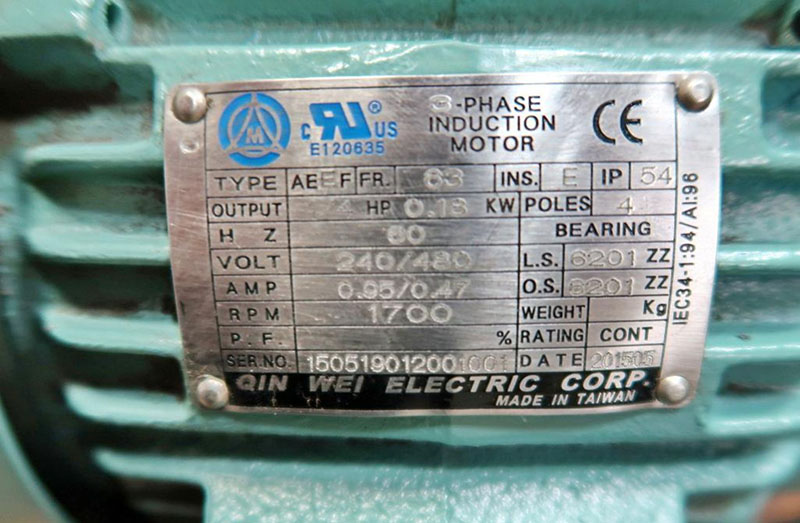 M
c RU ® US
E120635
3-PHASE
INDUCTION
MOTOR
CE
TYPE AEEF FR. 63 INS. E IP 54
OUTPUT HP 0.18 KW POLES 4
H Z 60 BEARING
VOLT 240/480 L.S. 6201 ZZ
AMP 0.95/0.47 O.S. 6201 ZZ
RPM 1700 WEIGHT Kg
P.F. % RATING CONT
SER.NO. 150519012001001 DATE 201505
QIN WEI ELECTRIC CORP.
MADE IN TAIWAN
IEC34-1:94/A1:96